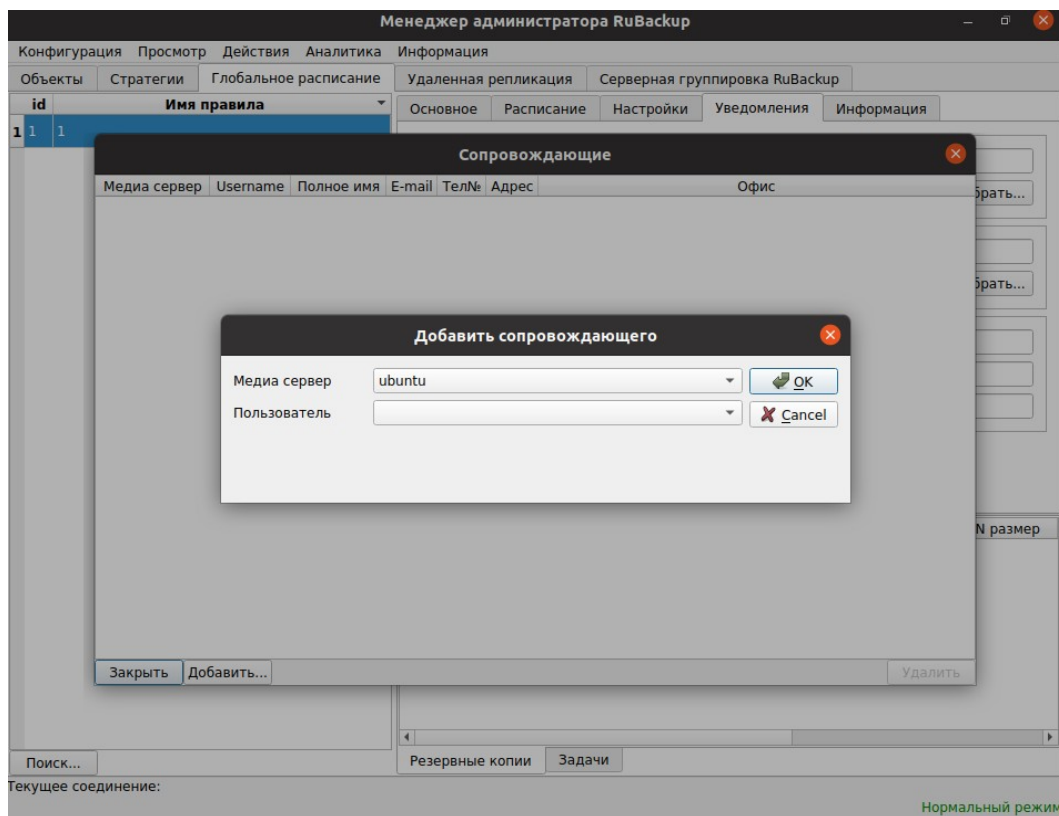 Менеджер администратора RuBackup
Конфигурация Просмотр Действия Аналитика Информация
Объекты Стратегии Глобальное расписание Удаленная репликация Серверная группировка RuBackup
id Имя правила Основное Расписание Настройки Уведомления Информация
1 1 1
Сопровождающие
Медиа сервер Username Полное имя E-mail Тел№ Адрес Офис
брать...
брать...
Добавить сопровождающего
Медиа сервер ubuntu OK
Пользователь Cancel
N размер
Закрыть Добавить... Удалить
Поиск... Резервные копии Задачи
Текущее соединение:
Нормальный режим